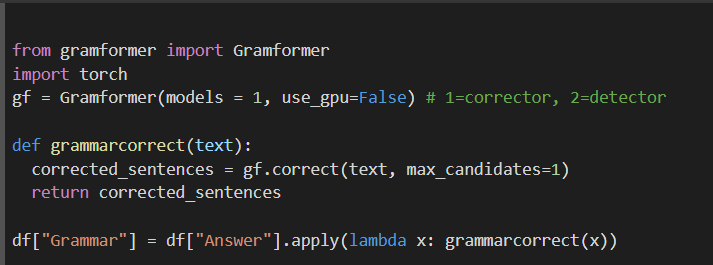 from gramformer import Gramformer
import torch
gf = Gramformer(models = 1, use_gpu=False) # 1=corrector, 2=detector
def grammarcorrect(text):
  corrected_sentences = gf.correct(text, max_candidates=1)
  return corrected_sentences
df["Grammar"] = df["Answer"].apply(lambda x: grammarcorrect(x))